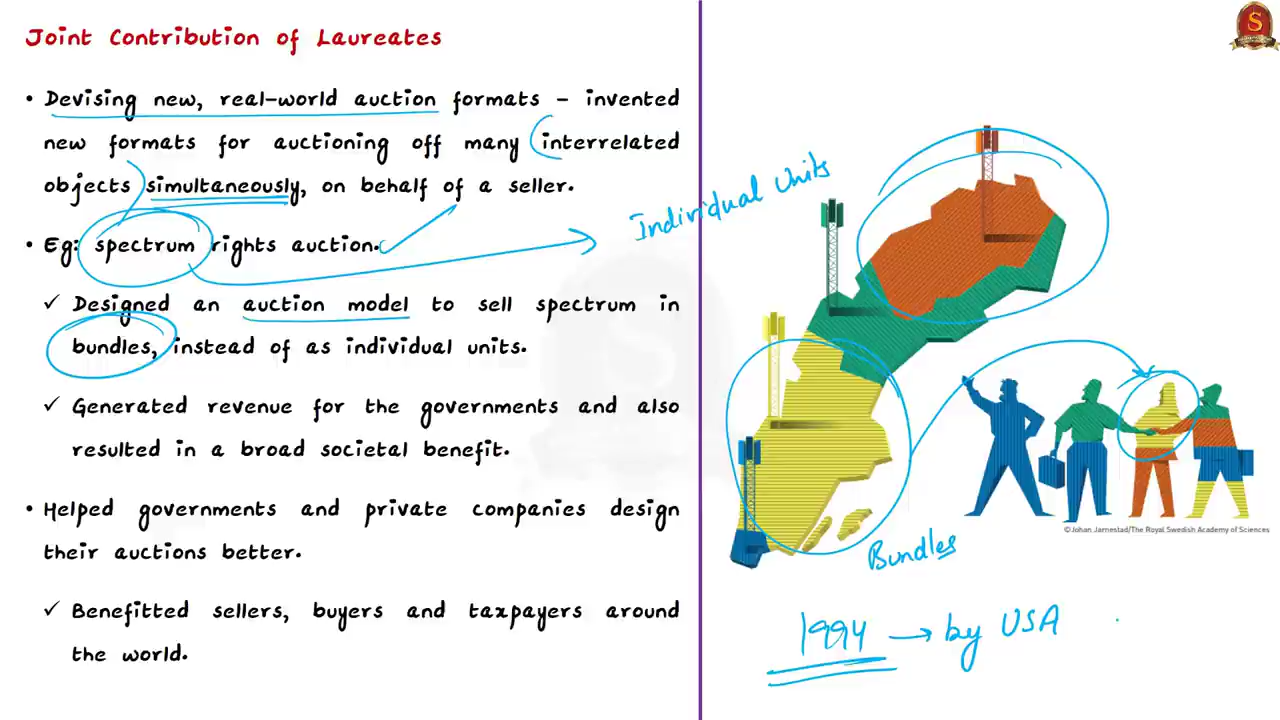 Joint Contribution of Laureates
• Devising new, real-world auction formats – invented
new formats for auctioning off many interrelated
objects simultaneously, on behalf of a seller.
• Eg: spectrum rights auction.
✓ Designed an auction model to sell spectrum in
bundles, instead of as individual units.
✓ Generated revenue for the governments and also
resulted in a broad societal benefit.
• Helped governments and private companies design
their auctions better.
✓ Benefitted sellers, buyers and taxpayers around
the world.
S
Individual Units
©Johan Jarnestad/The Royal Swedish Academy of Sciences
Bundles
1994 → by USA